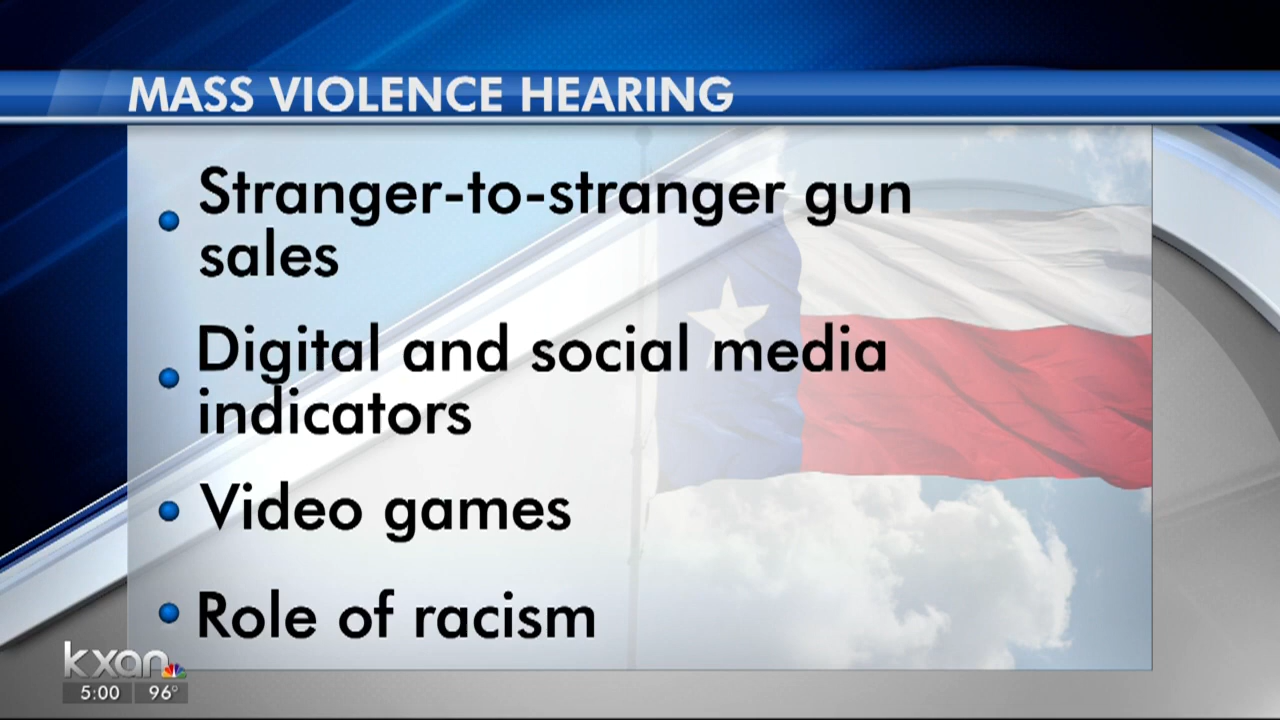 MASS VIOLENCE HEARING
Stranger-to-stranger gun
sales
Digital and social media
indicators
Video games
Role of racism
kxan
5:00 96°